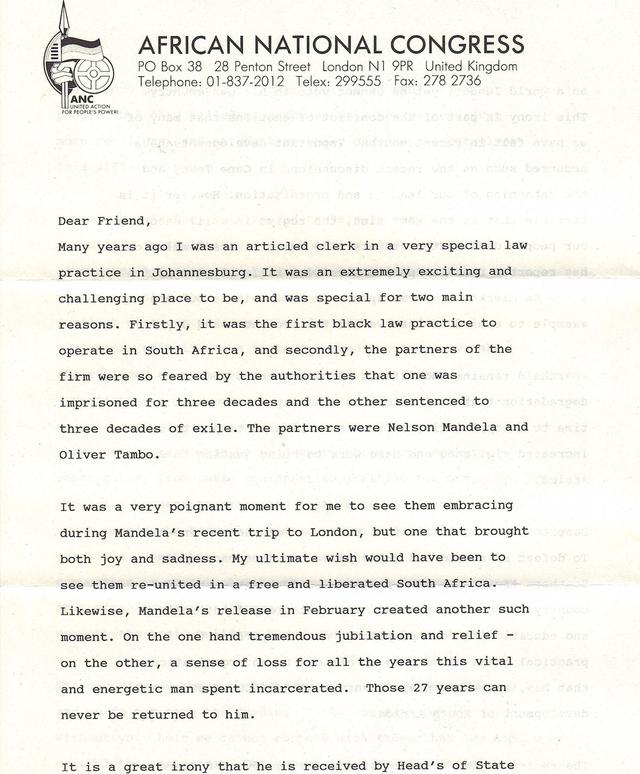 AFRICAN NATIONAL CONGRESS
PO Box 38 28 Penton Street London N1 9PR United Kingdom
Telephone: 01-837-2012 Telex: 299555 Fax: 278 2736
ANC
UNITED ACTION
FOR PEOPLE'S POWER!
Dear Friend,
Many years ago I was an articled clerk in a very special law
practice in Johannesburg. It was an extremely exciting and
challenging place to be, and was special for two main
reasons. Firstly, it was the first black law practice to
operate in South Africa, and secondly, the partners of the
firm were so feared by the authorities that one was
imprisoned for three decades and the other sentenced to
three decades of exile. The partners were Nelson Mandela and
Oliver Tambo.
It was a very poignant moment for me to see them embracing
during Mandela's recent trip to London, but one that brought
both joy and sadness. My ultimate wish would have been to
see them re-united in a free and liberated South Africa.
Likewise, Mandela's release in February created another such
moment. On the one hand tremendous jubilation and relief -
on the other, a sense of loss for all the years this vital
and energetic man spent incarcerated. Those 27 years can
never be returned to him.
It is a great irony that he is received by Head's of State